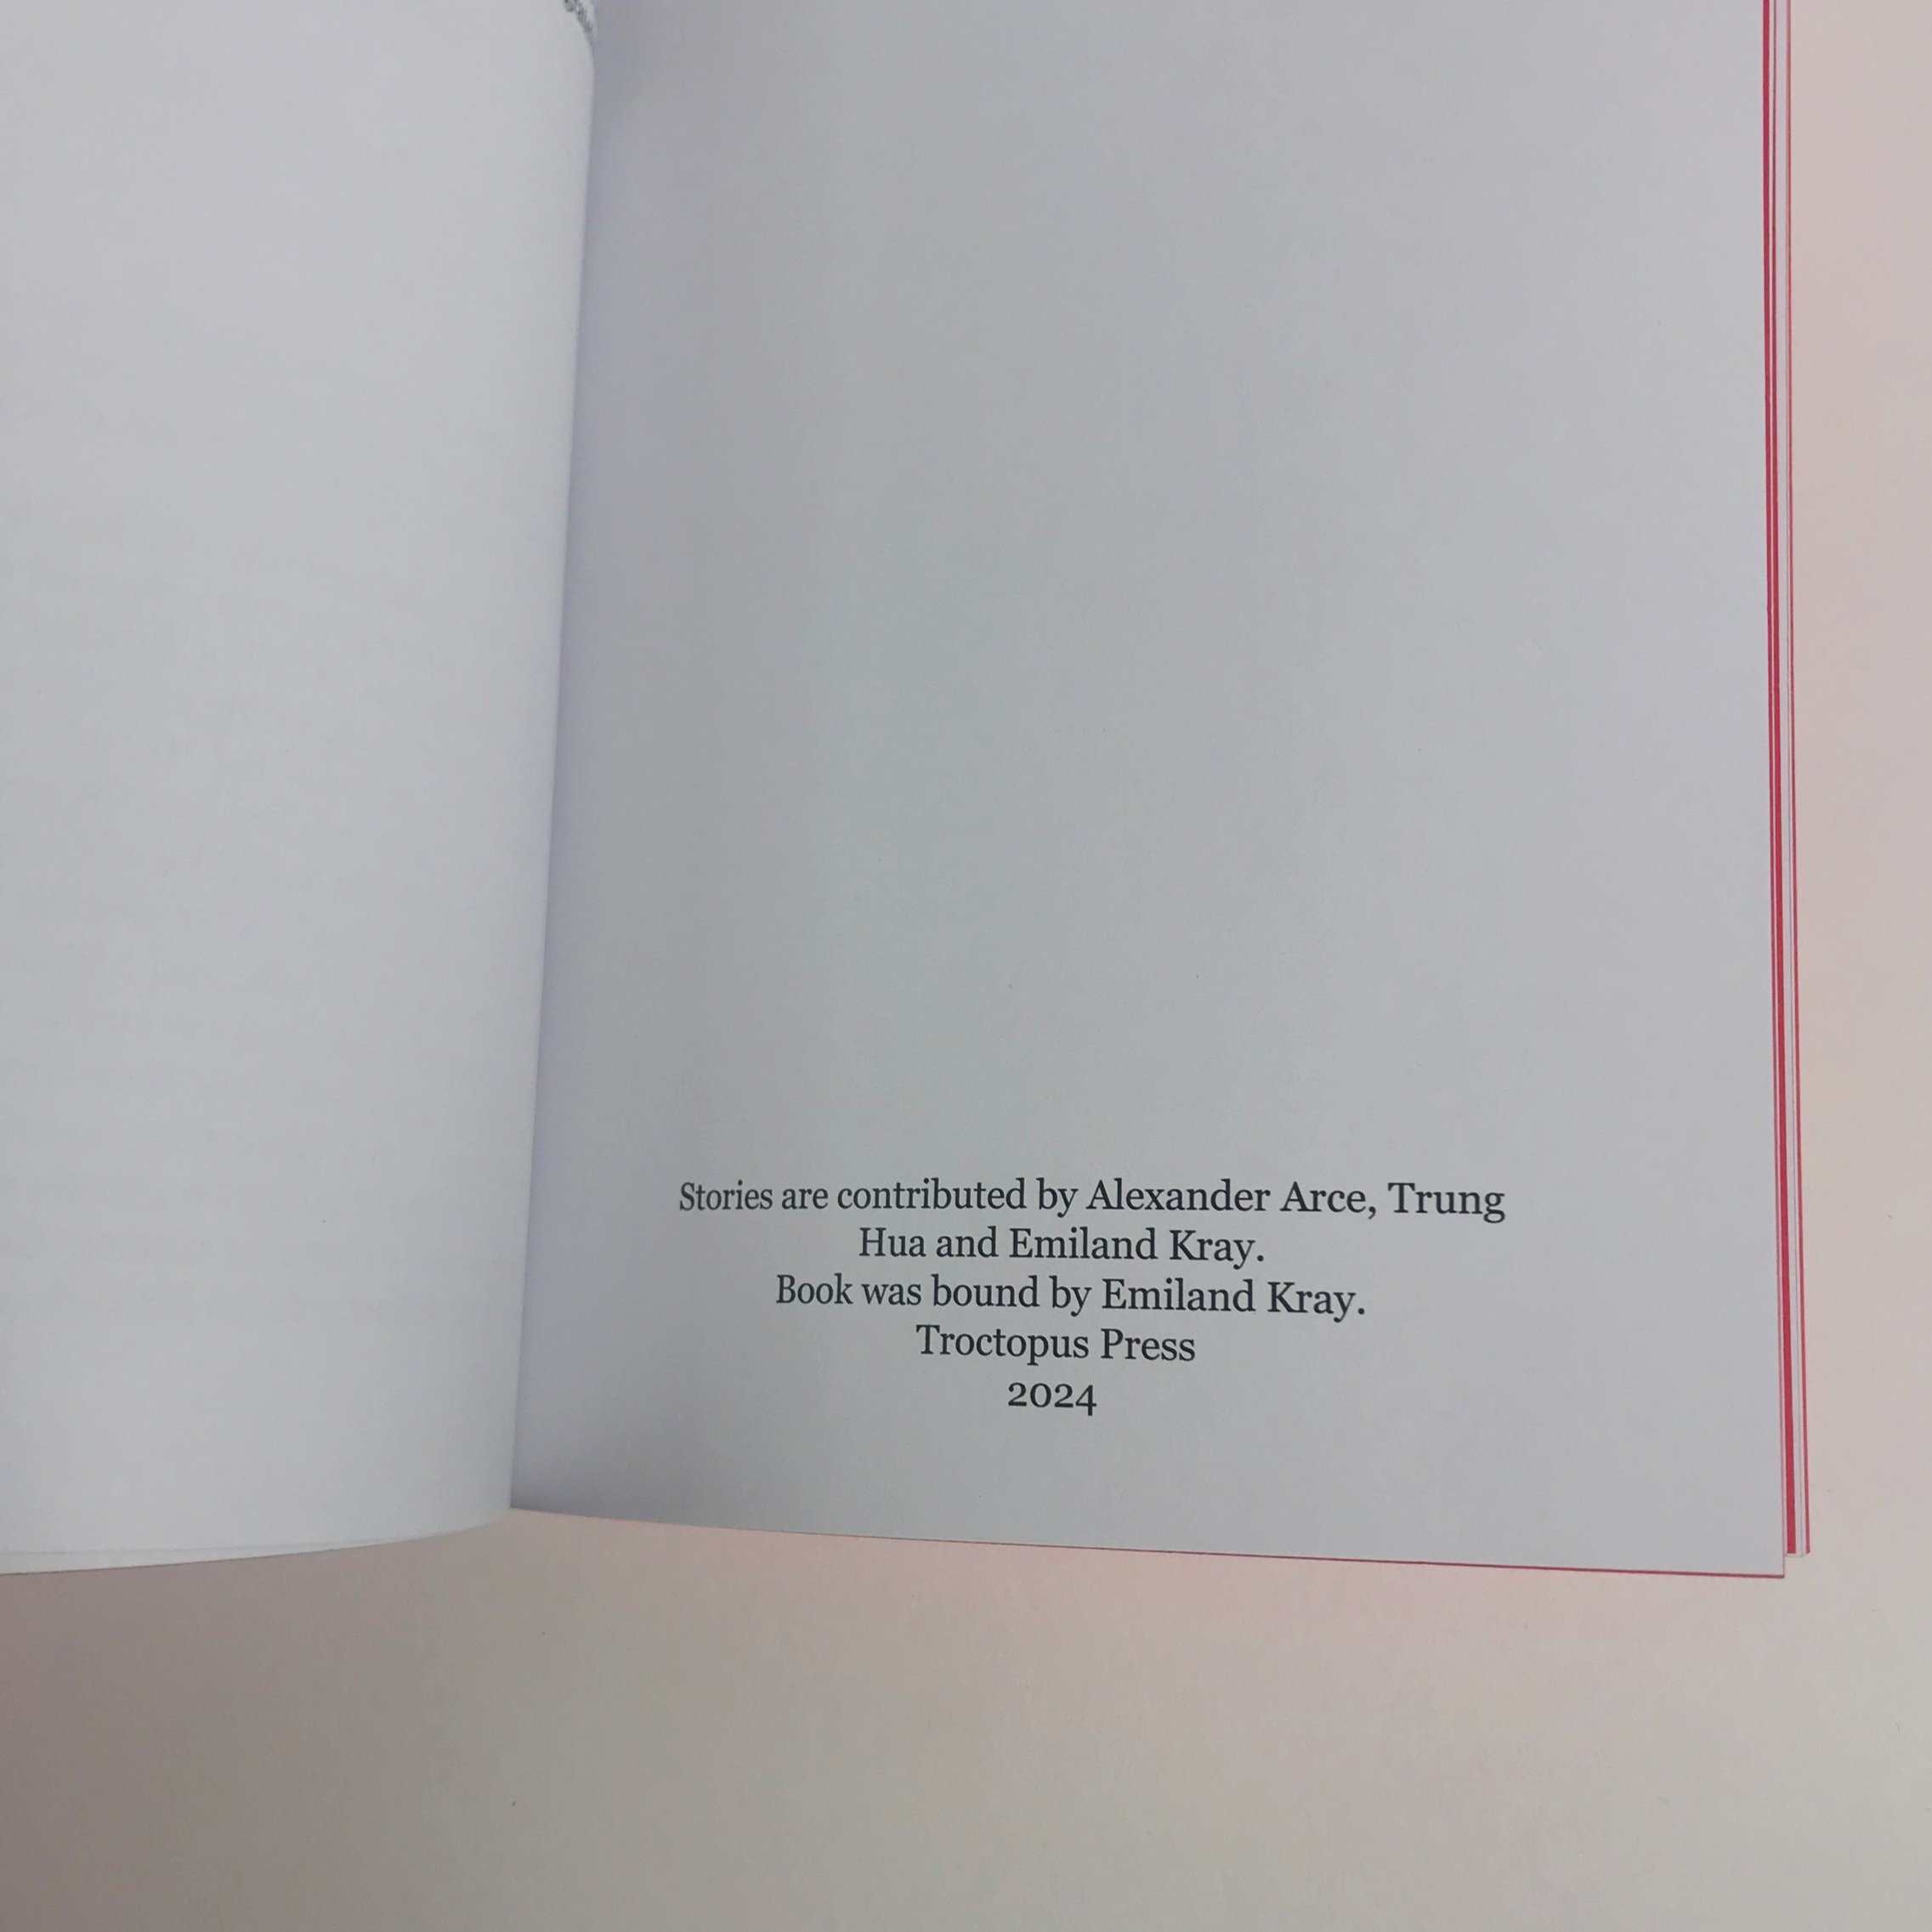 Stories are contributed by Alexander Arce, Trung
Hua and Emiland Kray.
Book was bound by Emiland Kray.
Troctopus Press
2024